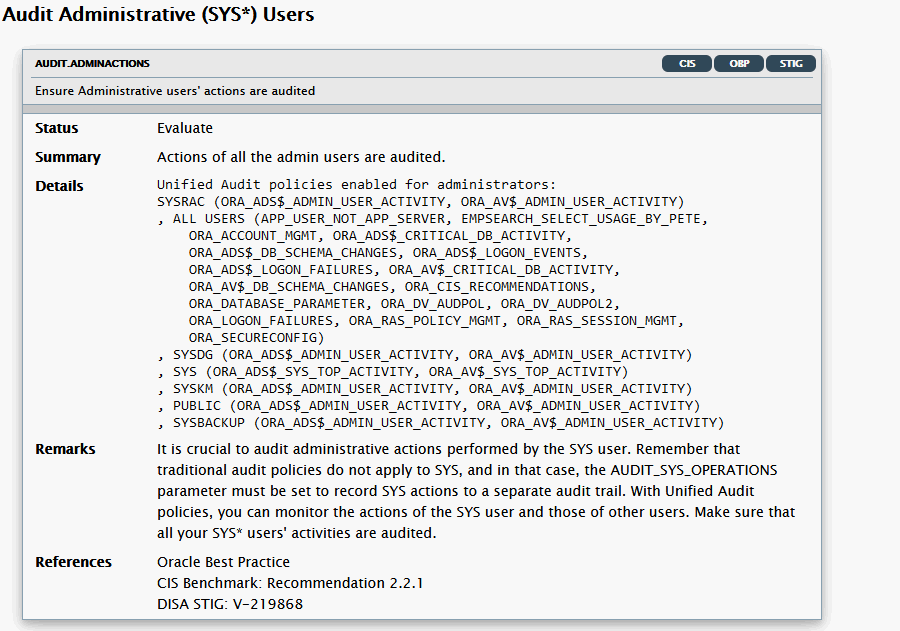 Audit Administrative (SYS*) Users
AUDIT.ADMINACTIONS CIS OBP STIG
Ensure Administrative users' actions are audited
Status Evaluate
Summary Actions of all the admin users are audited.
Details Unified Audit policies enabled for administrators:
SYSRAC (ORA_ADS$_ADMIN_USER_ACTIVITY, ORA_AV$_ADMIN_USER_ACTIVITY)
, ALL USERS (APP_USER_NOT_APP_SERVER, EMPSEARCH_SELECT_USAGE_BY_PETE,
ORA_ACCOUNT_MGMT, ORA_ADS$_CRITICAL_DB_ACTIVITY,
ORA_ADS$_DB_SCHEMA_CHANGES, ORA_ADS$_LOGON_EVENTS,
ORA_ADS$_LOGON_FAILURES, ORA_AV$_CRITICAL_DB_ACTIVITY,
ORA_AV$_DB_SCHEMA_CHANGES, ORA_CIS_RECOMMENDATIONS,
ORA_DATABASE_PARAMETER, ORA_DV_AUDPOL, ORA_DV_AUDPOL2,
ORA_LOGON_FAILURES, ORA_RAS_POLICY_MGMT, ORA_RAS_SESSION_MGMT,
ORA_SECURECONFIG)
, SYSDG (ORA_ADS$_ADMIN_USER_ACTIVITY, ORA_AV$_ADMIN_USER_ACTIVITY)
, SYS (ORA_ADS$_SYS_TOP_ACTIVITY, ORA_AV$_SYS_TOP_ACTIVITY)
, SYSKM (ORA_ADS$_ADMIN_USER_ACTIVITY, ORA_AV$_ADMIN_USER_ACTIVITY)
, PUBLIC (ORA_ADS$_ADMIN_USER_ACTIVITY, ORA_AV$_ADMIN_USER_ACTIVITY)
, SYSBACKUP (ORA_ADS$_ADMIN_USER_ACTIVITY, ORA_AV$_ADMIN_USER_ACTIVITY)
Remarks It is crucial to audit administrative actions performed by the SYS user. Remember that
traditional audit policies do not apply to SYS, and in that case, the AUDIT_SYS_OPERATIONS
parameter must be set to record SYS actions to a separate audit trail. With Unified Audit
policies, you can monitor the actions of the SYS user and those of other users. Make sure that
all your SYS* users' activities are audited.
References Oracle Best Practice
CIS Benchmark: Recommendation 2.2.1
DISA STIG: V-219868